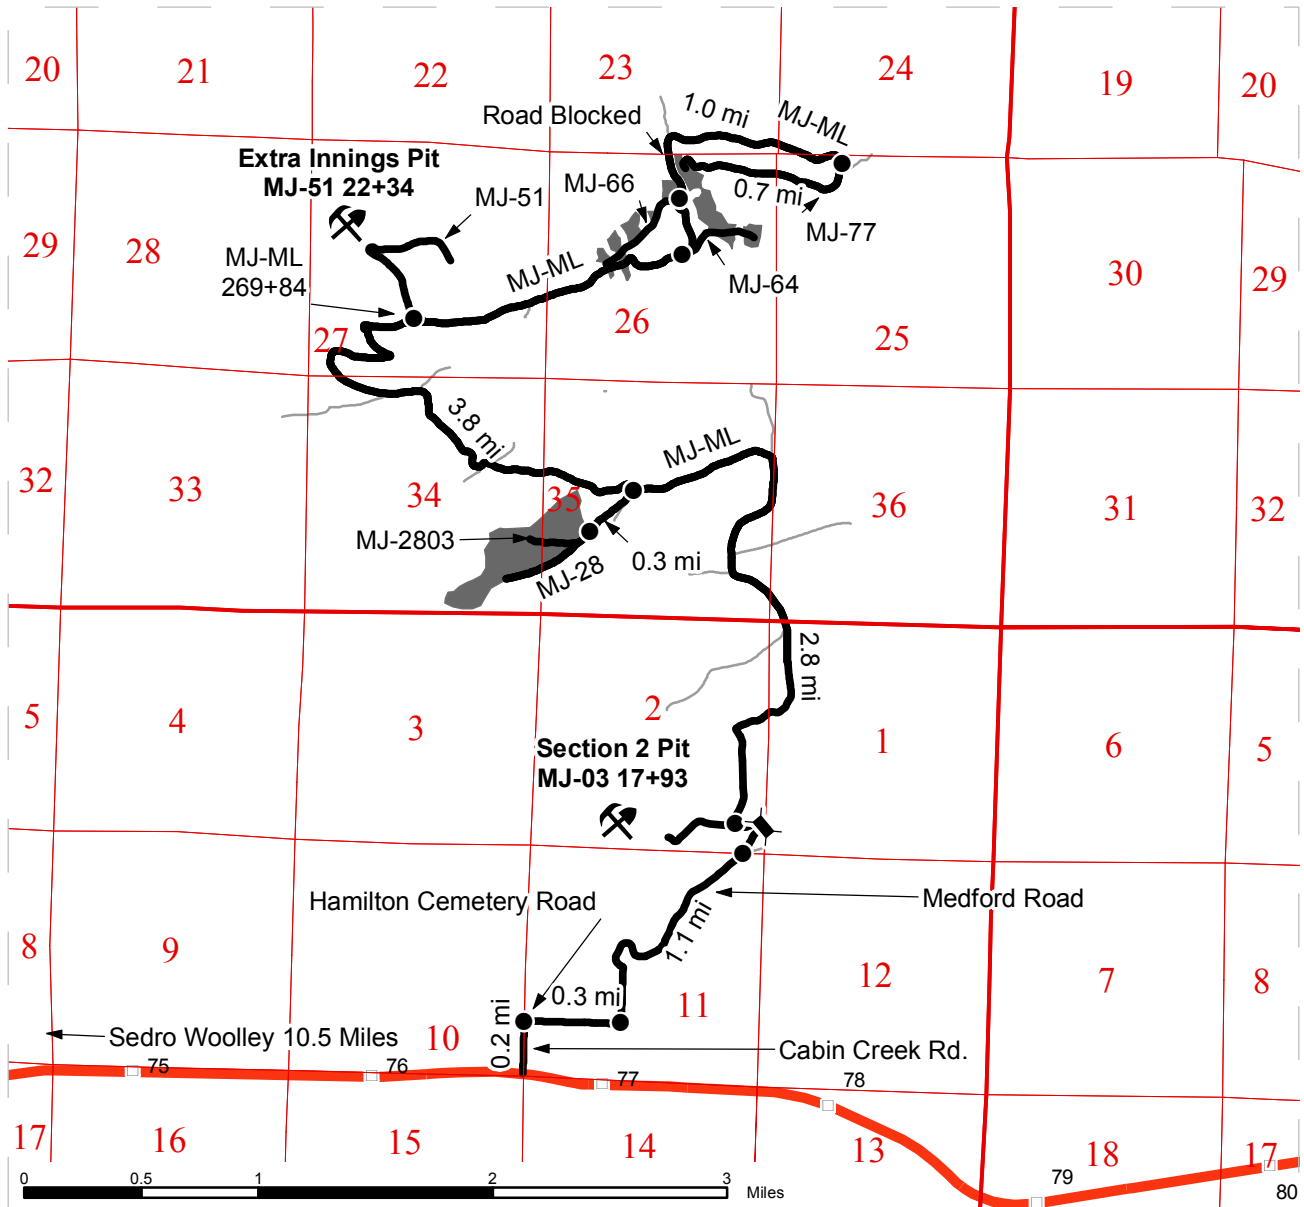 20
21
22
23
24
19
20
1.0 mi
MJ-ML
Road Blocked
Extra Innings Pit
MJ-51 22+34
MJ-66
MJ-51
0.7 mi
MJ-77
29
28
MJ-ML
269+84
MJ-ML
MJ-64
30
29
27
26
25
3.8 mi
MJ-ML
32
33
34
35
36
31
32
MJ-2803
0.3 mi
MJ-28
2.8 mi
5
4
3
2
1
6
5
Section 2 Pit
MJ-03 17+93
Hamilton Cemetery Road
Medford Road
1.1 mi
8
9
12
7
8
0.3 mi
11
0.2 mi
10
Sedro Woolley 10.5 Miles
Cabin Creek Rd.
75
76
77
78
17
16
15
14
13
18
17
79
80
0
0.5
1
2
3
Miles